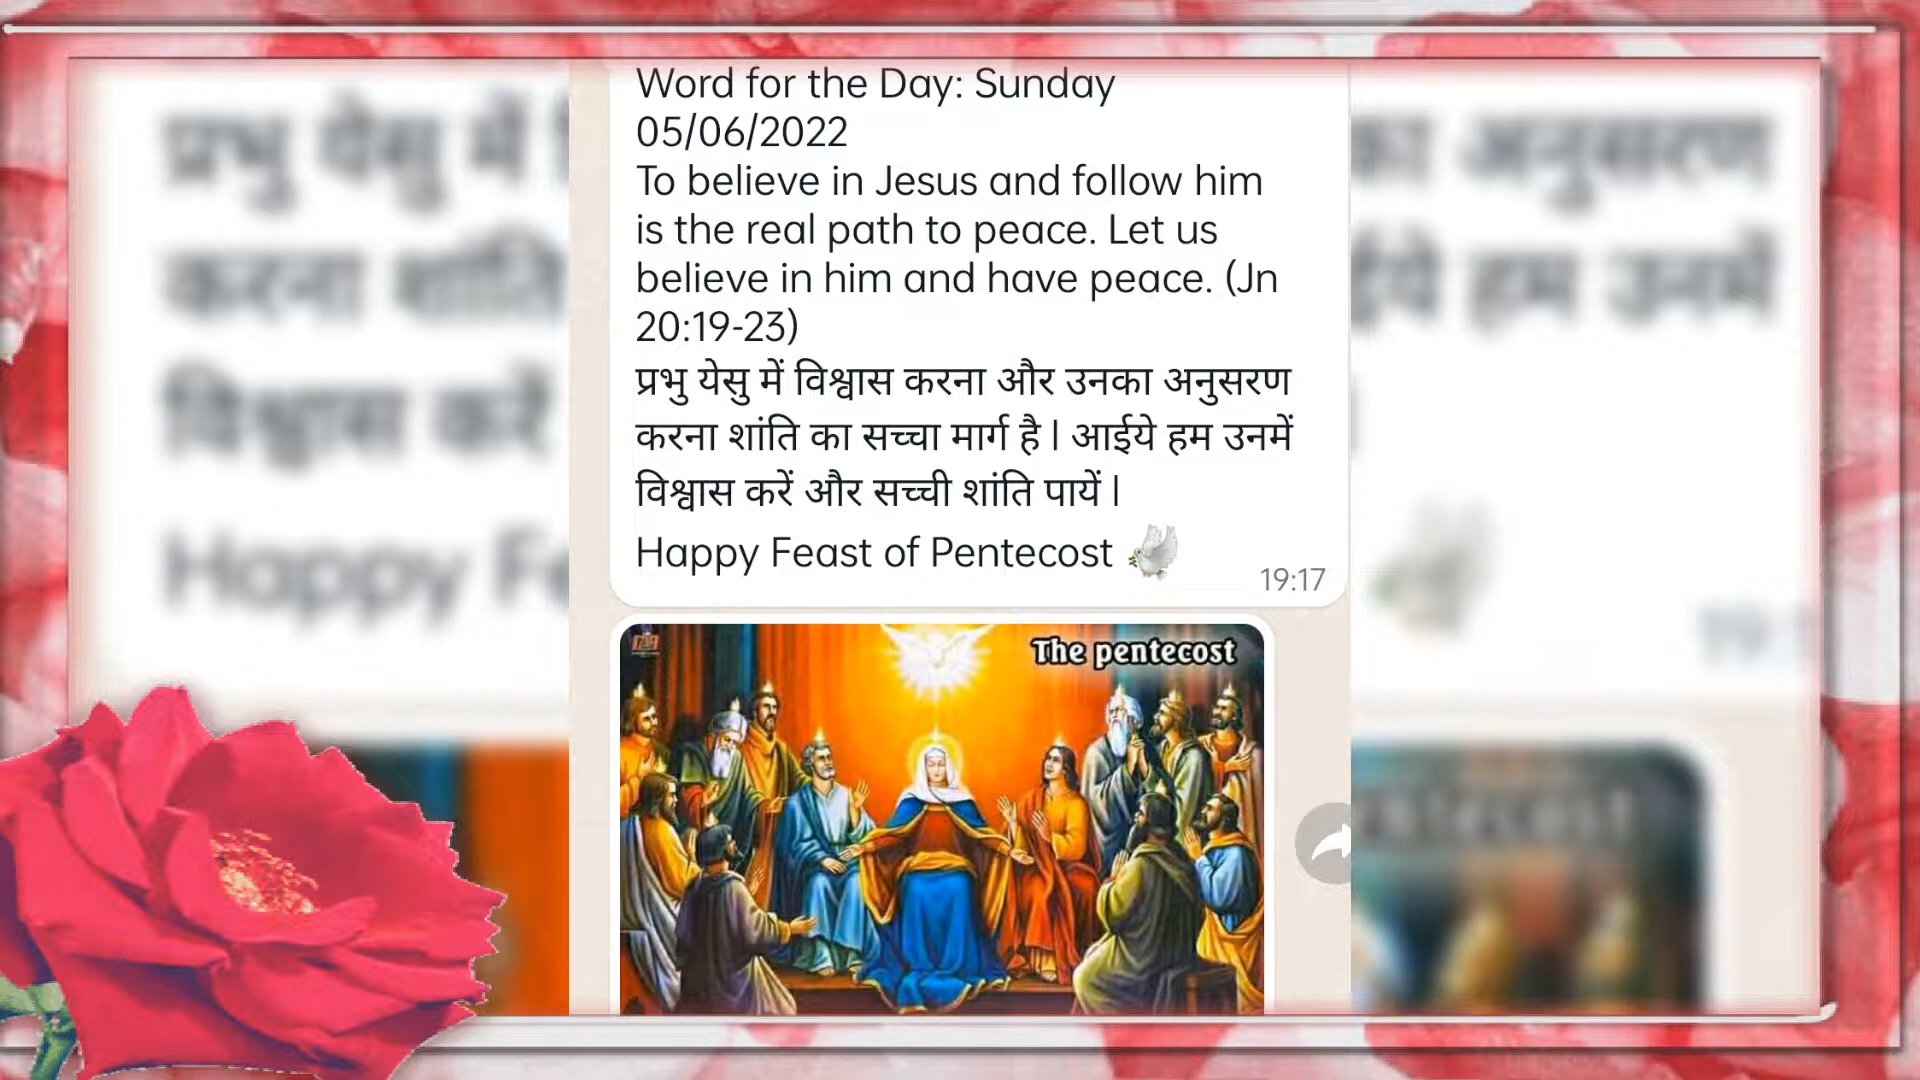 Word for the Day: Sunday
05/06/2022
To believe in Jesus and follow him
is the real path to peace. Let us
believe in him and have peace. (Jn
20:19-23)
प्रभु येसु में विश्वास करना और उनका अनुसरण
करना शांति का सच्चा मार्ग है | आईये हम उनमें
विश्वास करें और सच्ची शांति पायें |
Happy Feast of Pentecost 🕊️
19:17
The pentecost